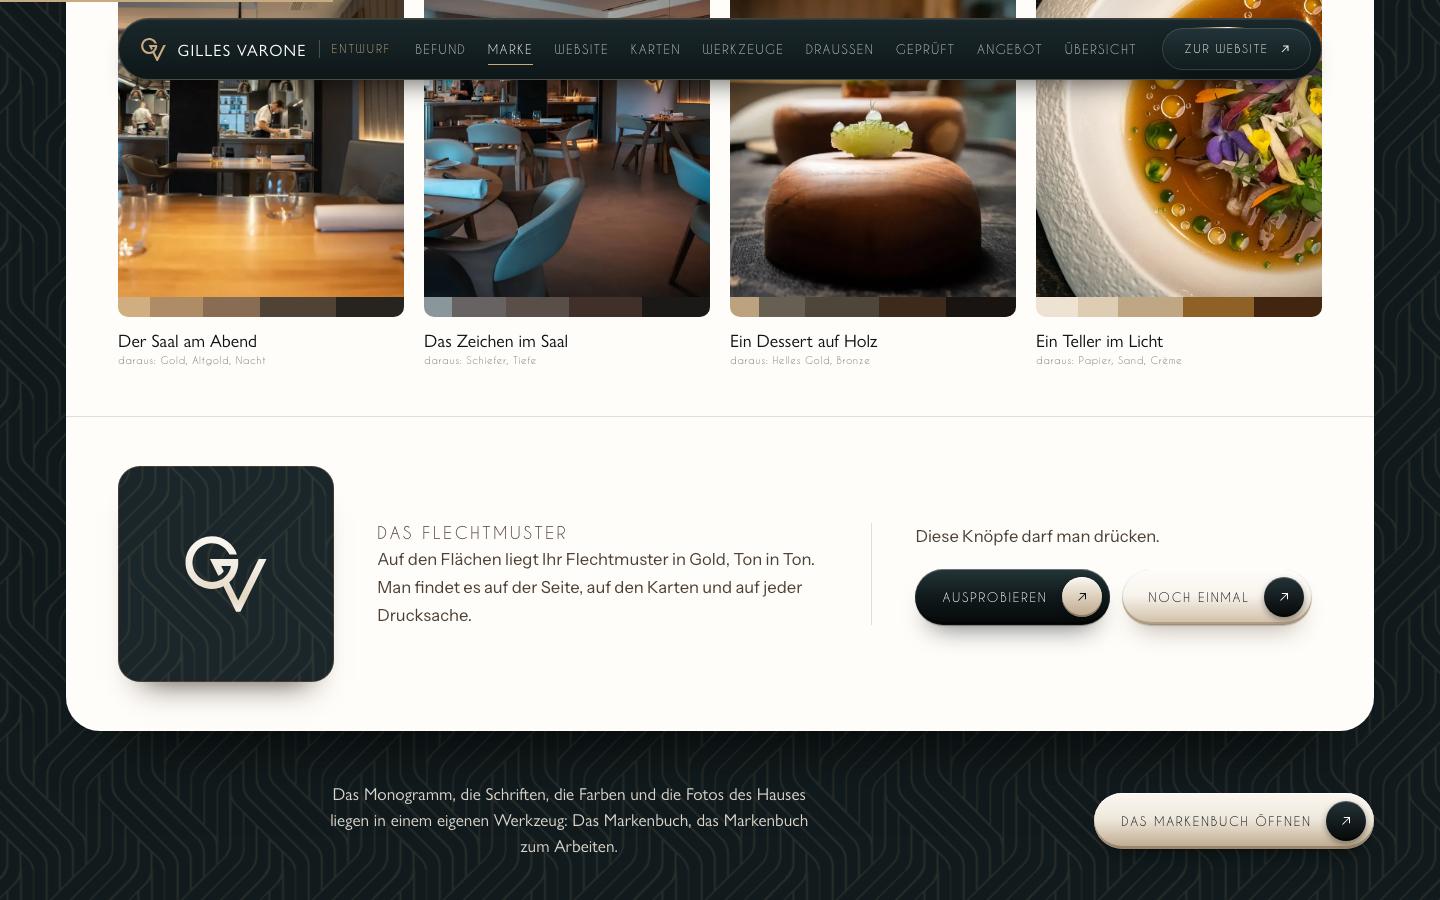 GV GILLES VARONE ENTWURF BEFUND MARKE WEBSITE KARTEN WERKZEUGE DRAUSSEN GEPRÜFT ANGEBOT ÜBERSICHT ZUR WEBSITE
Der Saal am Abend
daraus: Gold, Altgold, Nacht
Das Zeichen im Saal
daraus: Schiefer, Tiefe
Ein Dessert auf Holz
daraus: Helles Gold, Bronze
Ein Teller im Licht
daraus: Papier, Sand, Crème
GV
DAS FLECHTMUSTER
Auf den Flächen liegt Ihr Flechtmuster in Gold, Ton in Ton.
Man findet es auf der Seite, auf den Karten und auf jeder
Drucksache.
Diese Knöpfe darf man drücken.
AUSPROBIEREN
NOCH EINMAL
Das Monogramm, die Schriften, die Farben und die Fotos des Hauses
liegen in einem eigenen Werkzeug: Das Markenbuch, das Markenbuch
zum Arbeiten.
DAS MARKENBUCH ÖFFNEN